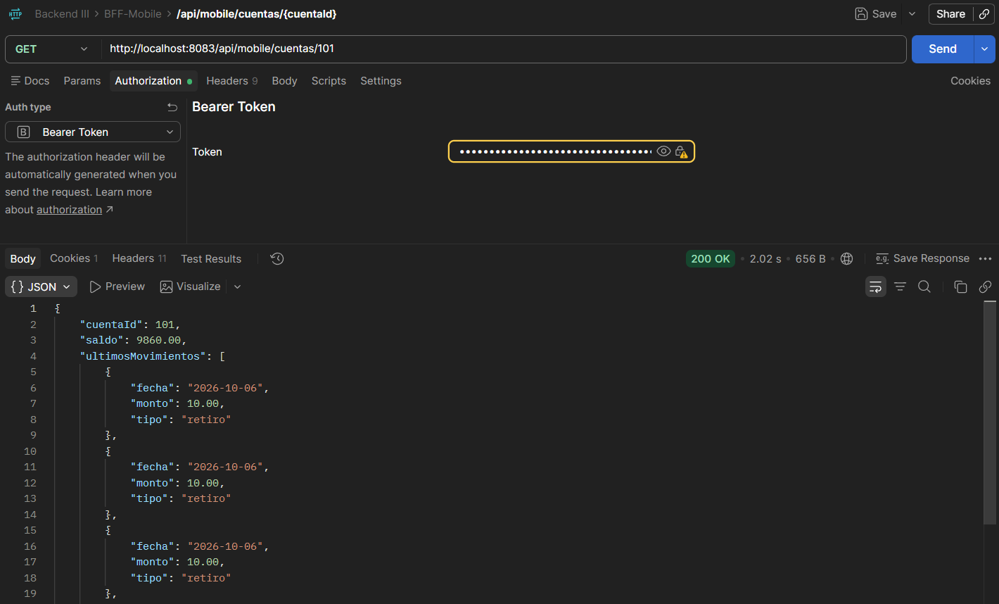 HTTP Backend III > BFF-Mobile > /api/mobile/cuentas/{cuentaId} Save Share
GET http://localhost:8083/api/mobile/cuentas/101 Send
Docs Params Authorization Headers 9 Body Scripts Settings Cookies
Auth type
B Bearer Token
The authorization header will be
automatically generated when you
send the request. Learn more
about authorization ↗
Bearer Token
Token
Body Cookies 1 Headers 11 Test Results 200 OK • 2.02 s • 656 B • e.g. Save Response
{} JSON Preview Visualize
1 {
2 "cuentaId": 101,
3 "saldo": 9860.00,
4 "ultimosMovimientos": [
5 {
6 "fecha": "2026-10-06",
7 "monto": 10.00,
8 "tipo": "retiro"
9 },
10 {
11 "fecha": "2026-10-06",
12 "monto": 10.00,
13 "tipo": "retiro"
14 },
15 {
16 "fecha": "2026-10-06",
17 "monto": 10.00,
18 "tipo": "retiro"
19 },